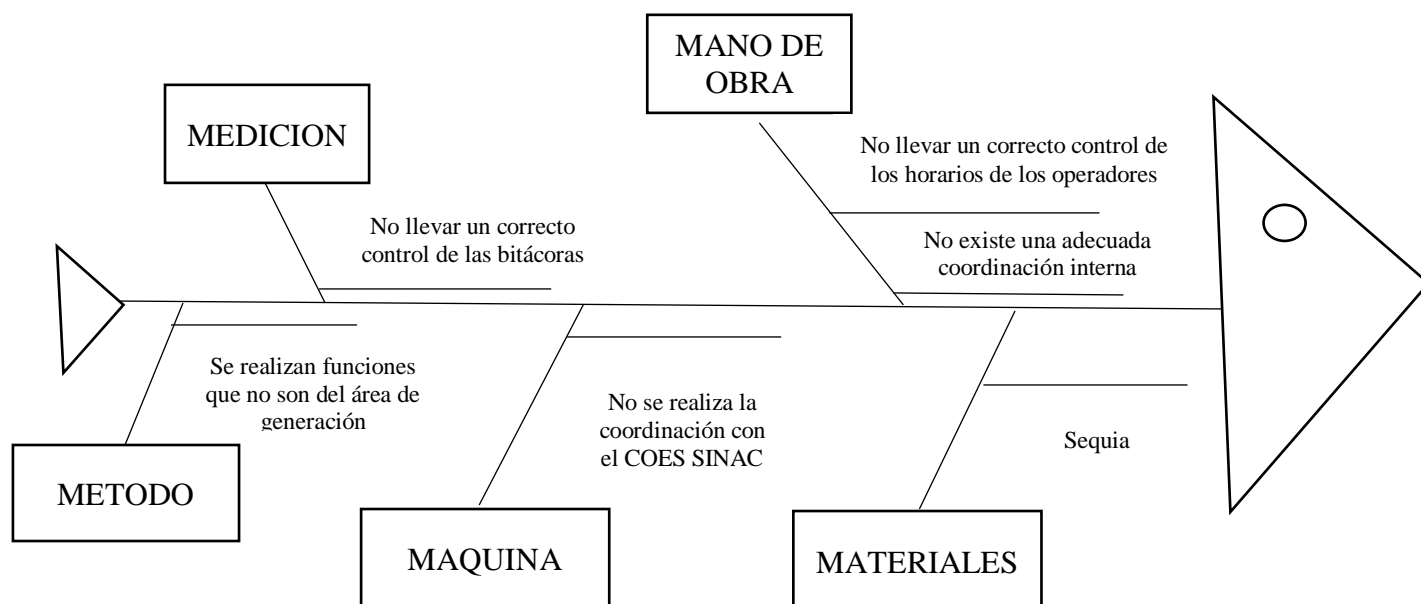 MANO DE
OBRA
MEDICION
No llevar un correcto control de
los horarios de los operadores
No llevar un correcto
control de las bitácoras
No existe una adecuada
coordinación interna
Se realizan funciones
que no son del área de
generación
No se realiza la
coordinación con
el COES SINAC
Sequia
METODO
MAQUINA
MATERIALES